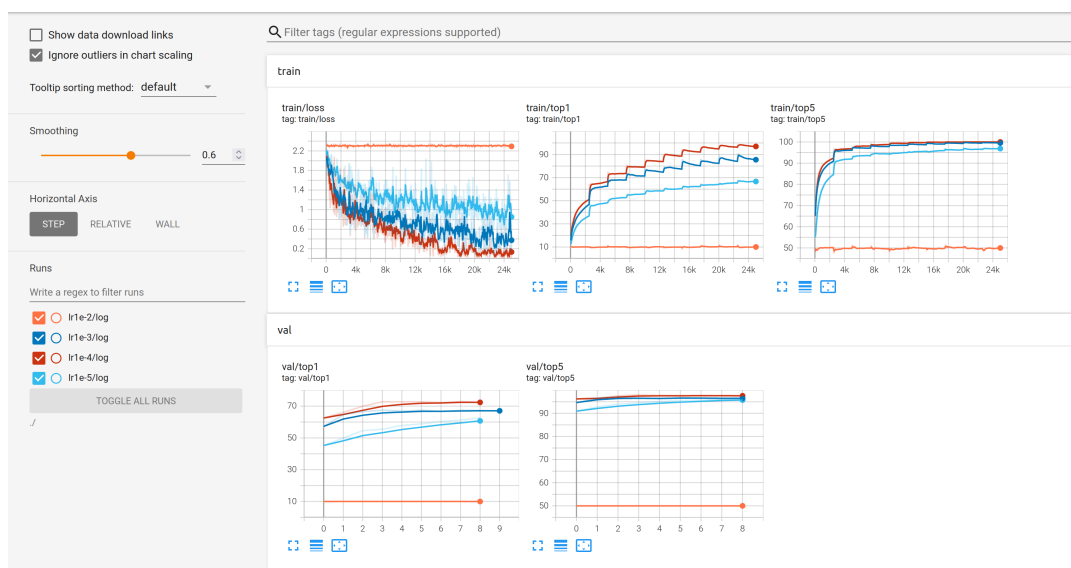 Show data download links
Ignore outliers in chart scaling
Tooltip sorting method: default
Smoothing
0.6
Horizontal Axis
STEP RELATIVE WALL
Runs
Write a regex to filter runs
lr1e-2/log
lr1e-3/log
lr1e-4/log
lr1e-5/log
TOGGLE ALL RUNS
./
Filter tags (regular expressions supported)
train
train/loss
tag: train/loss
2.2
1.8
1.4
1
0.6
0.2
0 4k 8k 12k 16k 20k 24k
train/top1
tag: train/top1
90
70
50
30
10
0 4k 8k 12k 16k 20k 24k
train/top5
tag: train/top5
100
90
80
70
60
50
0 4k 8k 12k 16k 20k 24k
val
val/top1
tag: val/top1
70
50
30
10
0 1 2 3 4 5 6 7 8 9
val/top5
tag: val/top5
90
80
70
60
50
0 1 2 3 4 5 6 7 8